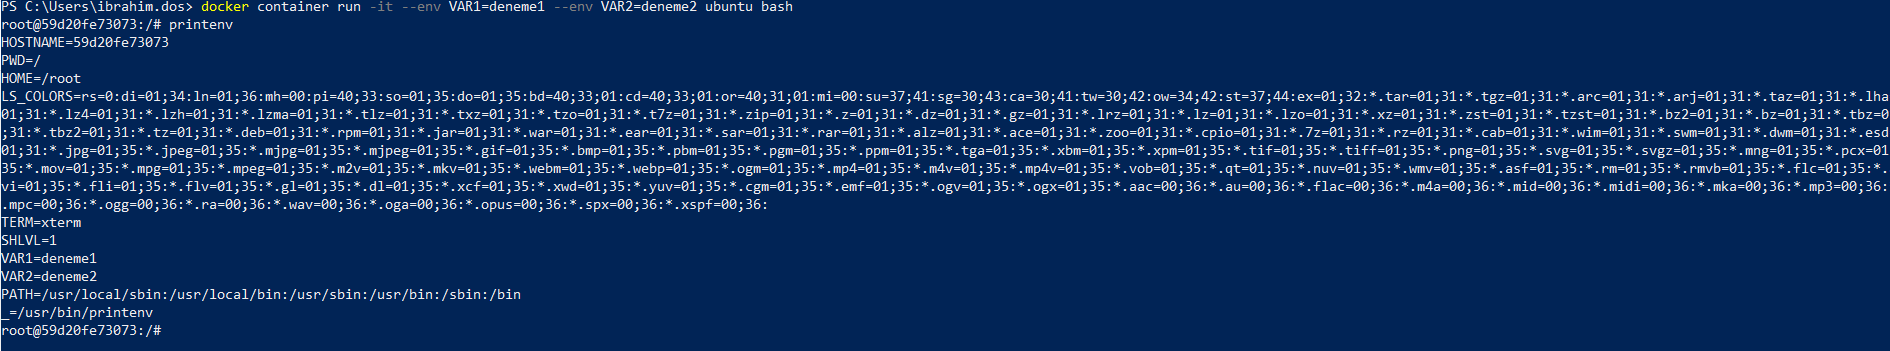 PS C:\Users\ibrahim.dos> docker container run -it --env VAR1=deneme1 --env VAR2=deneme2 ubuntu bash
root@59d20fe73073:/# printenv
HOSTNAME=59d20fe73073
PWD=/
HOME=/root
LS_COLORS=rs=0:di=01;34:ln=01;36:mh=00:pi=40;33:so=01;35:do=01;35:bd=40;33;01:cd=40;33;01:or=40;31;01:mi=00:su=37;41:sg=30;43:ca=30;41:tw=30;42:ow=34;42:st=37;44:ex=01;32:*.tar=01;31:*.tgz=01;31:*.arc=01;31:*.arj=01;31:*.taz=01;31:*.lha
01;31:*.lz4=01;31:*.lzh=01;31:*.lzma=01;31:*.tlz=01;31:*.txz=01;31:*.tzo=01;31:*.t7z=01;31:*.zip=01;31:*.z=01;31:*.dz=01;31:*.gz=01;31:*.lrz=01;31:*.lz=01;31:*.lzo=01;31:*.xz=01;31:*.zst=01;31:*.tzst=01;31:*.bz2=01;31:*.bz=01;31:*.tbz=0
;31:*.tbz2=01;31:*.tz=01;31:*.deb=01;31:*.rpm=01;31:*.jar=01;31:*.war=01;31:*.ear=01;31:*.sar=01;31:*.rar=01;31:*.alz=01;31:*.ace=01;31:*.zoo=01;31:*.cpio=01;31:*.7z=01;31:*.rz=01;31:*.cab=01;31:*.wim=01;31:*.swm=01;31:*.dwm=01;31:*.esd
01;31:*.jpg=01;35:*.jpeg=01;35:*.mjpg=01;35:*.mjpeg=01;35:*.gif=01;35:*.bmp=01;35:*.pbm=01;35:*.pgm=01;35:*.ppm=01;35:*.tga=01;35:*.xbm=01;35:*.xpm=01;35:*.tif=01;35:*.tiff=01;35:*.png=01;35:*.svg=01;35:*.svgz=01;35:*.mng=01;35:*.pcx=01
35:*.mov=01;35:*.mpg=01;35:*.mpeg=01;35:*.m2v=01;35:*.mkv=01;35:*.webm=01;35:*.webp=01;35:*.ogm=01;35:*.mp4=01;35:*.m4v=01;35:*.mp4v=01;35:*.vob=01;35:*.qt=01;35:*.nuv=01;35:*.wmv=01;35:*.asf=01;35:*.rm=01;35:*.rmvb=01;35:*.flc=01;35:*.
vi=01;35:*.fli=01;35:*.flv=01;35:*.gl=01;35:*.dl=01;35:*.xcf=01;35:*.xwd=01;35:*.yuv=01;35:*.cgm=01;35:*.emf=01;35:*.ogv=01;35:*.ogx=01;35:*.aac=00;36:*.au=00;36:*.flac=00;36:*.m4a=00;36:*.mid=00;36:*.midi=00;36:*.mka=00;36:*.mp3=00;36:
.mpc=00;36:*.ogg=00;36:*.ra=00;36:*.wav=00;36:*.oga=00;36:*.opus=00;36:*.spx=00;36:*.xspf=00;36:
TERM=xterm
SHLVL=1
VAR1=deneme1
VAR2=deneme2
PATH=/usr/local/sbin:/usr/local/bin:/usr/sbin:/usr/bin:/sbin:/bin
_=/usr/bin/printenv
root@59d20fe73073:/#